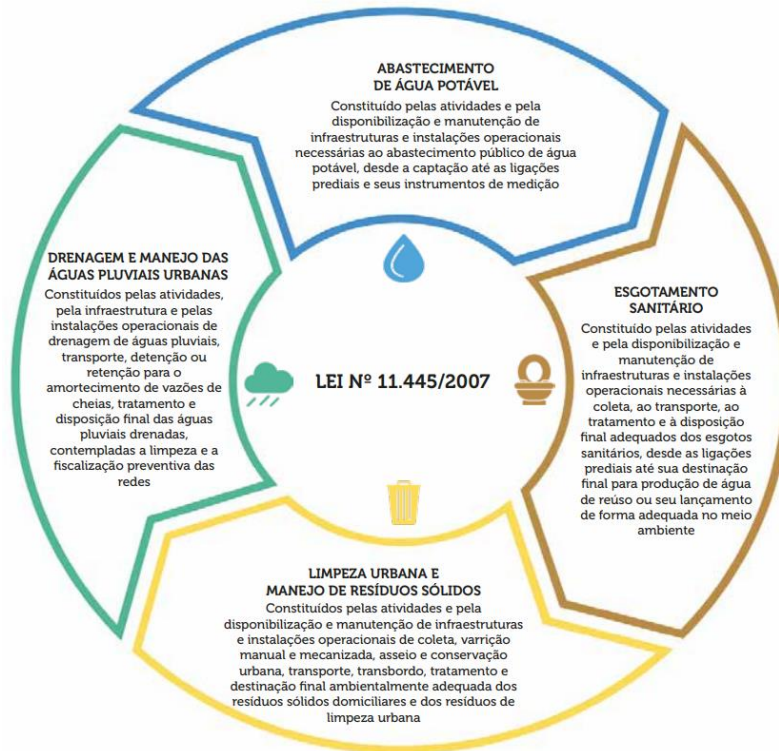 ABASTECIMENTO
DE ÁGUA POTÁVEL
Constituído pelas atividades e pela
disponibilização e manutenção de
infraestruturas e instalações operacionais
necessárias ao abastecimento público de água
potável, desde a captação até as ligações
prediais e seus instrumentos de medição
DRENAGEM E MANEJO DAS
ÁGUAS PLUVIAIS URBANAS
Constituídos pelas atividades,
pela infraestrutura e pelas
instalações operacionais de
drenagem de águas pluviais,
transporte, detenção ou
retenção para o
amortecimento de vazões de
cheias, tratamento e
disposição final das águas
pluviais drenadas,
contempladas a limpeza e a
fiscalização preventiva das
redes
LEI Nº 11.445/2007
ESGOTAMENTO
SANITÁRIO
Constituído pelas atividades
e pela disponibilização e
manutenção de
infraestruturas e instalações
operacionais necessárias à
coleta, ao transporte, ao
tratamento e à disposição
final adequados dos esgotos
sanitários, desde as ligações
prediais até sua destinação
final para produção de água
de reúso ou seu lançamento
de forma adequada no meio
ambiente
LIMPEZA URBANA E
MANEJO DE RESÍDUOS SÓLIDOS
Constituídos pelas atividades e pela
disponibilização e manutenção de infraestruturas
e instalações operacionais de coleta, varrição
manual e mecanizada, asseio e conservação
urbana, transporte, transbordo, tratamento e
destinação final ambientalmente adequada dos
resíduos sólidos domiciliares e dos resíduos de
limpeza urbana